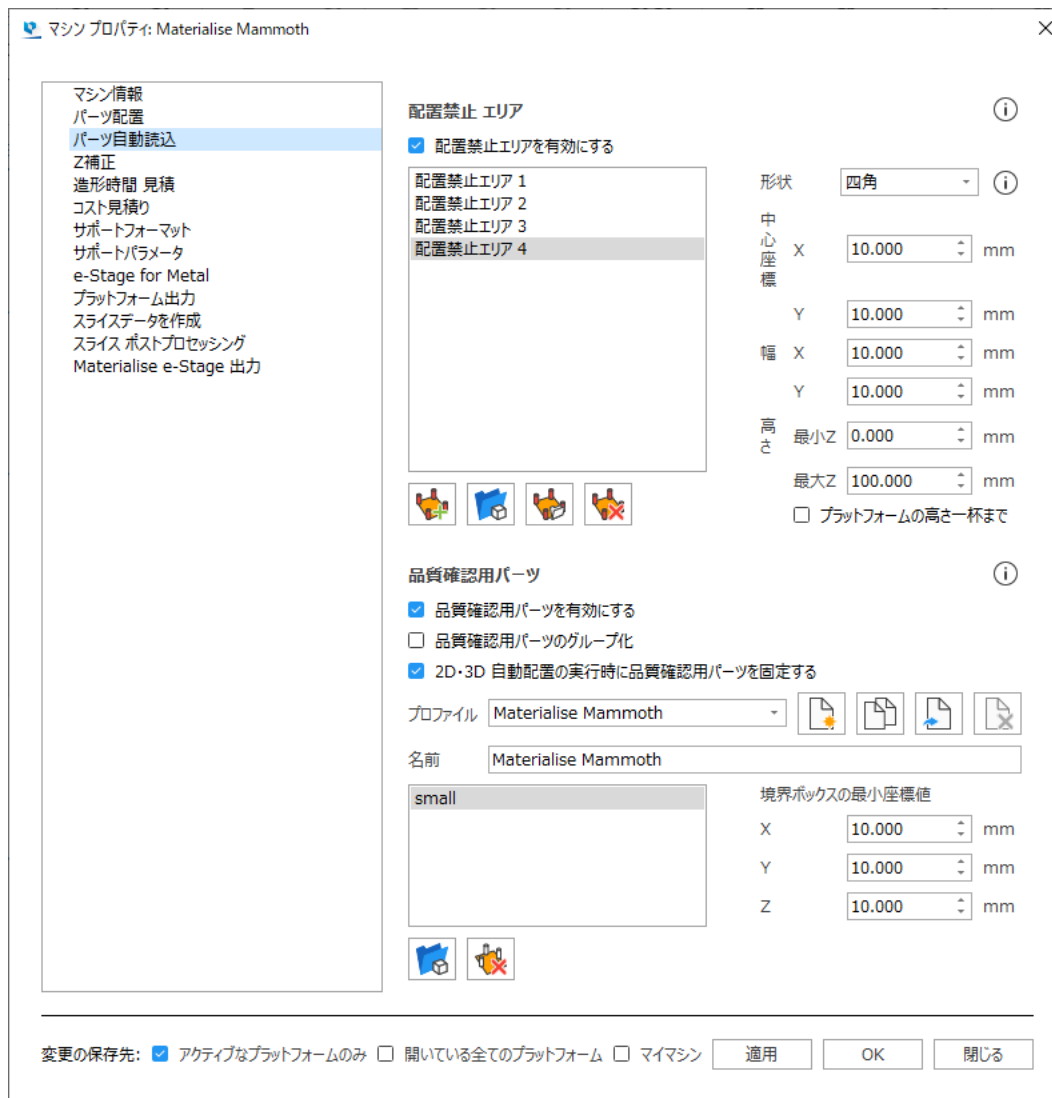 マシン プロパティ: Materialise Mammoth
マシン情報
パーツ配置
パーツ自動読込
Z補正
造形時間 見積
コスト見積り
サポートフォーマット
サポートパラメータ
e-Stage for Metal
プラットフォーム出力
スライスデータを作成
スライス ポストプロセッシング
Materialise e-Stage 出力
配置禁止 エリア
配置禁止エリアを有効にする
配置禁止エリア 1
配置禁止エリア 2
配置禁止エリア 3
配置禁止エリア 4
形状 四角
中心座標 X 10.000 mm
Y 10.000 mm
幅 X 10.000 mm
Y 10.000 mm
高さ 最小Z 0.000 mm
最大Z 100.000 mm
プラットフォームの高さ一杯まで
品質確認用パーツ
品質確認用パーツを有効にする
品質確認用パーツのグループ化
2D・3D 自動配置の実行時に品質確認用パーツを固定する
プロファイル Materialise Mammoth
名前 Materialise Mammoth
small
境界ボックスの最小座標値
X 10.000 mm
Y 10.000 mm
Z 10.000 mm
変更の保存先: アクティブなプラットフォームのみ 開いている全てのプラットフォーム マイマシン 適用 OK 閉じる